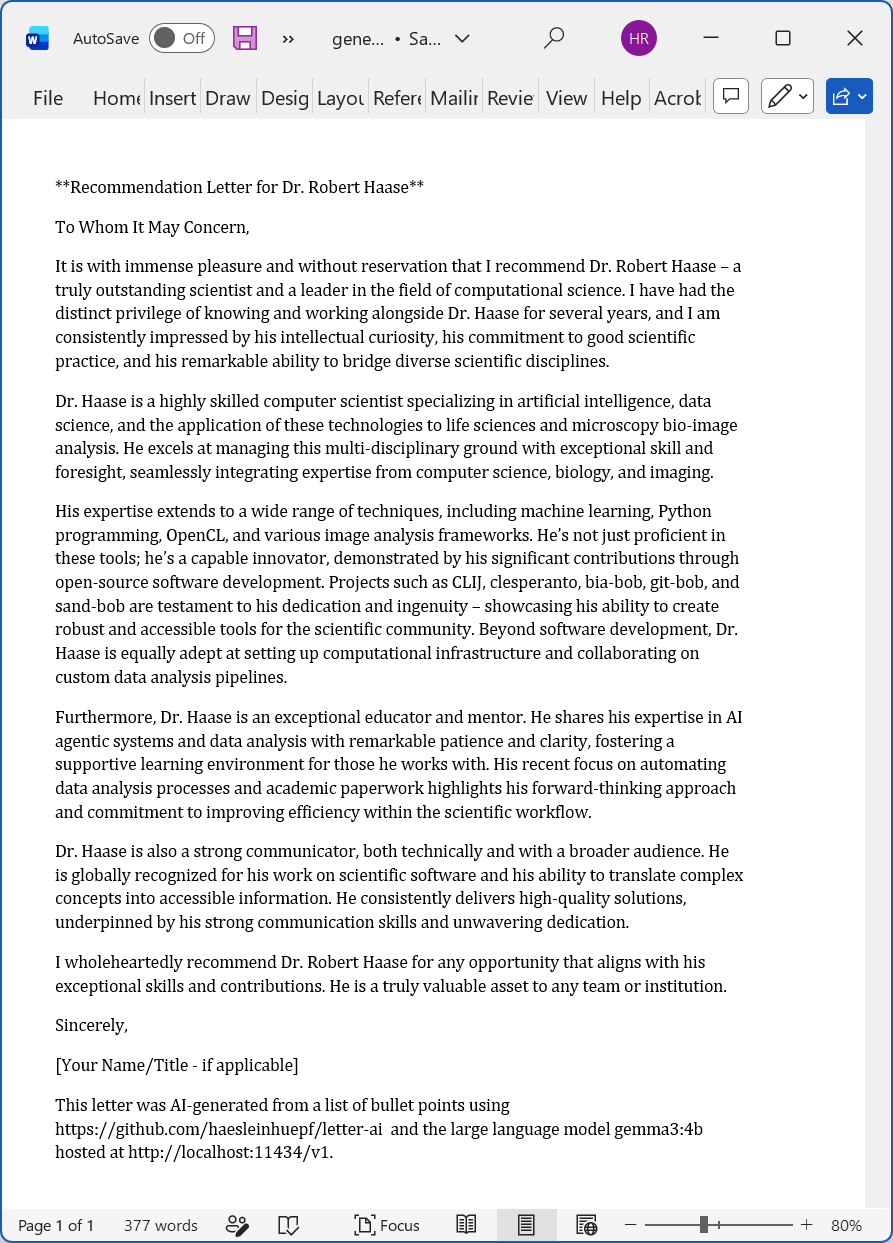 AutoSave Off gene... • Sa... HR
File Home Insert Draw Desig Layou Refere Mailin Revie View Help Acrob
**Recommendation Letter for Dr. Robert Haase**
To Whom It May Concern,
It is with immense pleasure and without reservation that I recommend Dr. Robert Haase – a
truly outstanding scientist and a leader in the field of computational science. I have had the
distinct privilege of knowing and working alongside Dr. Haase for several years, and I am
consistently impressed by his intellectual curiosity, his commitment to good scientific
practice, and his remarkable ability to bridge diverse scientific disciplines.
Dr. Haase is a highly skilled computer scientist specializing in artificial intelligence, data
science, and the application of these technologies to life sciences and microscopy bio-image
analysis. He excels at managing this multi-disciplinary ground with exceptional skill and
foresight, seamlessly integrating expertise from computer science, biology, and imaging.
His expertise extends to a wide range of techniques, including machine learning, Python
programming, OpenCL, and various image analysis frameworks. He’s not just proficient in
these tools; he’s a capable innovator, demonstrated by his significant contributions through
open-source software development. Projects such as CLIJ, clesperanto, bia-bob, git-bob, and
sand-bob are testament to his dedication and ingenuity – showcasing his ability to create
robust and accessible tools for the scientific community. Beyond software development, Dr.
Haase is equally adept at setting up computational infrastructure and collaborating on
custom data analysis pipelines.
Furthermore, Dr. Haase is an exceptional educator and mentor. He shares his expertise in AI
agentic systems and data analysis with remarkable patience and clarity, fostering a
supportive learning environment for those he works with. His recent focus on automating
data analysis processes and academic paperwork highlights his forward-thinking approach
and commitment to improving efficiency within the scientific workflow.
Dr. Haase is also a strong communicator, both technically and with a broader audience. He
is globally recognized for his work on scientific software and his ability to translate complex
concepts into accessible information. He consistently delivers high-quality solutions,
underpinned by his strong communication skills and unwavering dedication.
I wholeheartedly recommend Dr. Robert Haase for any opportunity that aligns with his
exceptional skills and contributions. He is a truly valuable asset to any team or institution.
Sincerely,
[Your Name/Title - if applicable]
This letter was AI-generated from a list of bullet points using
https://github.com/haesleinhuepf/letter-ai and the large language model gemma3:4b
hosted at http://localhost:11434/v1.
Page 1 of 1 377 words Focus 80%